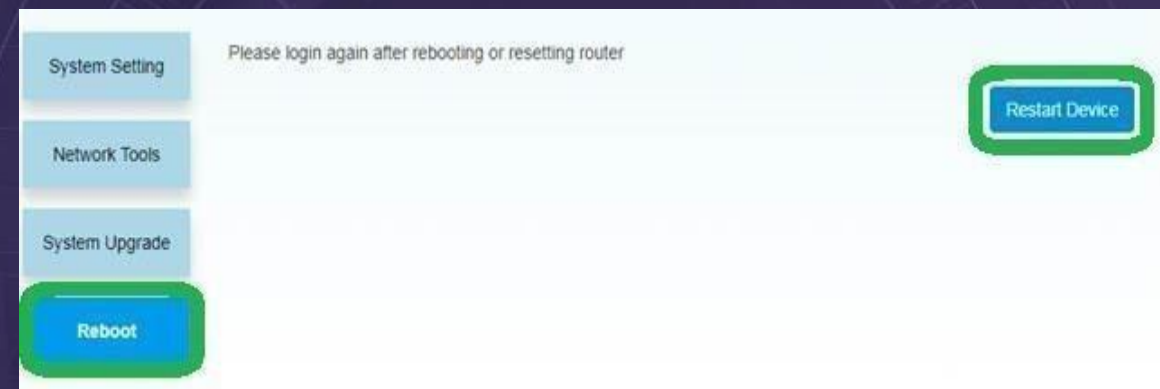 System Setting
Please login again after rebooting or resetting router
Restart Device
Network Tools
System Upgrade
Reboot